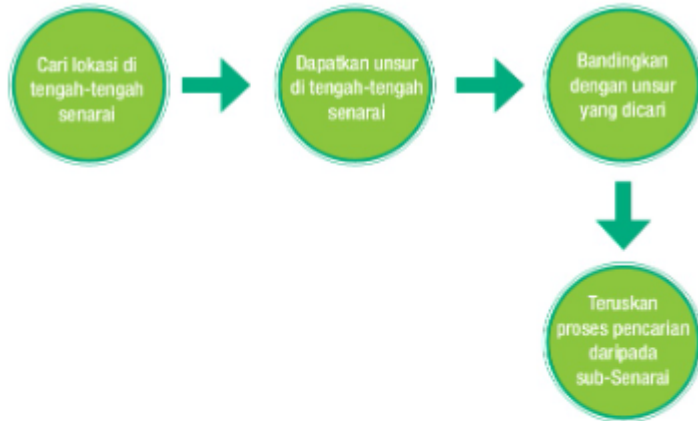 Cari lokasi di
tengah-tengah
senarai
Dapatkan unsur
di tengah-tengah
senarai
Bandingkan
dengan unsur
yang dicari
Teruskan
proses pencarian
daripada
sub-Senarai